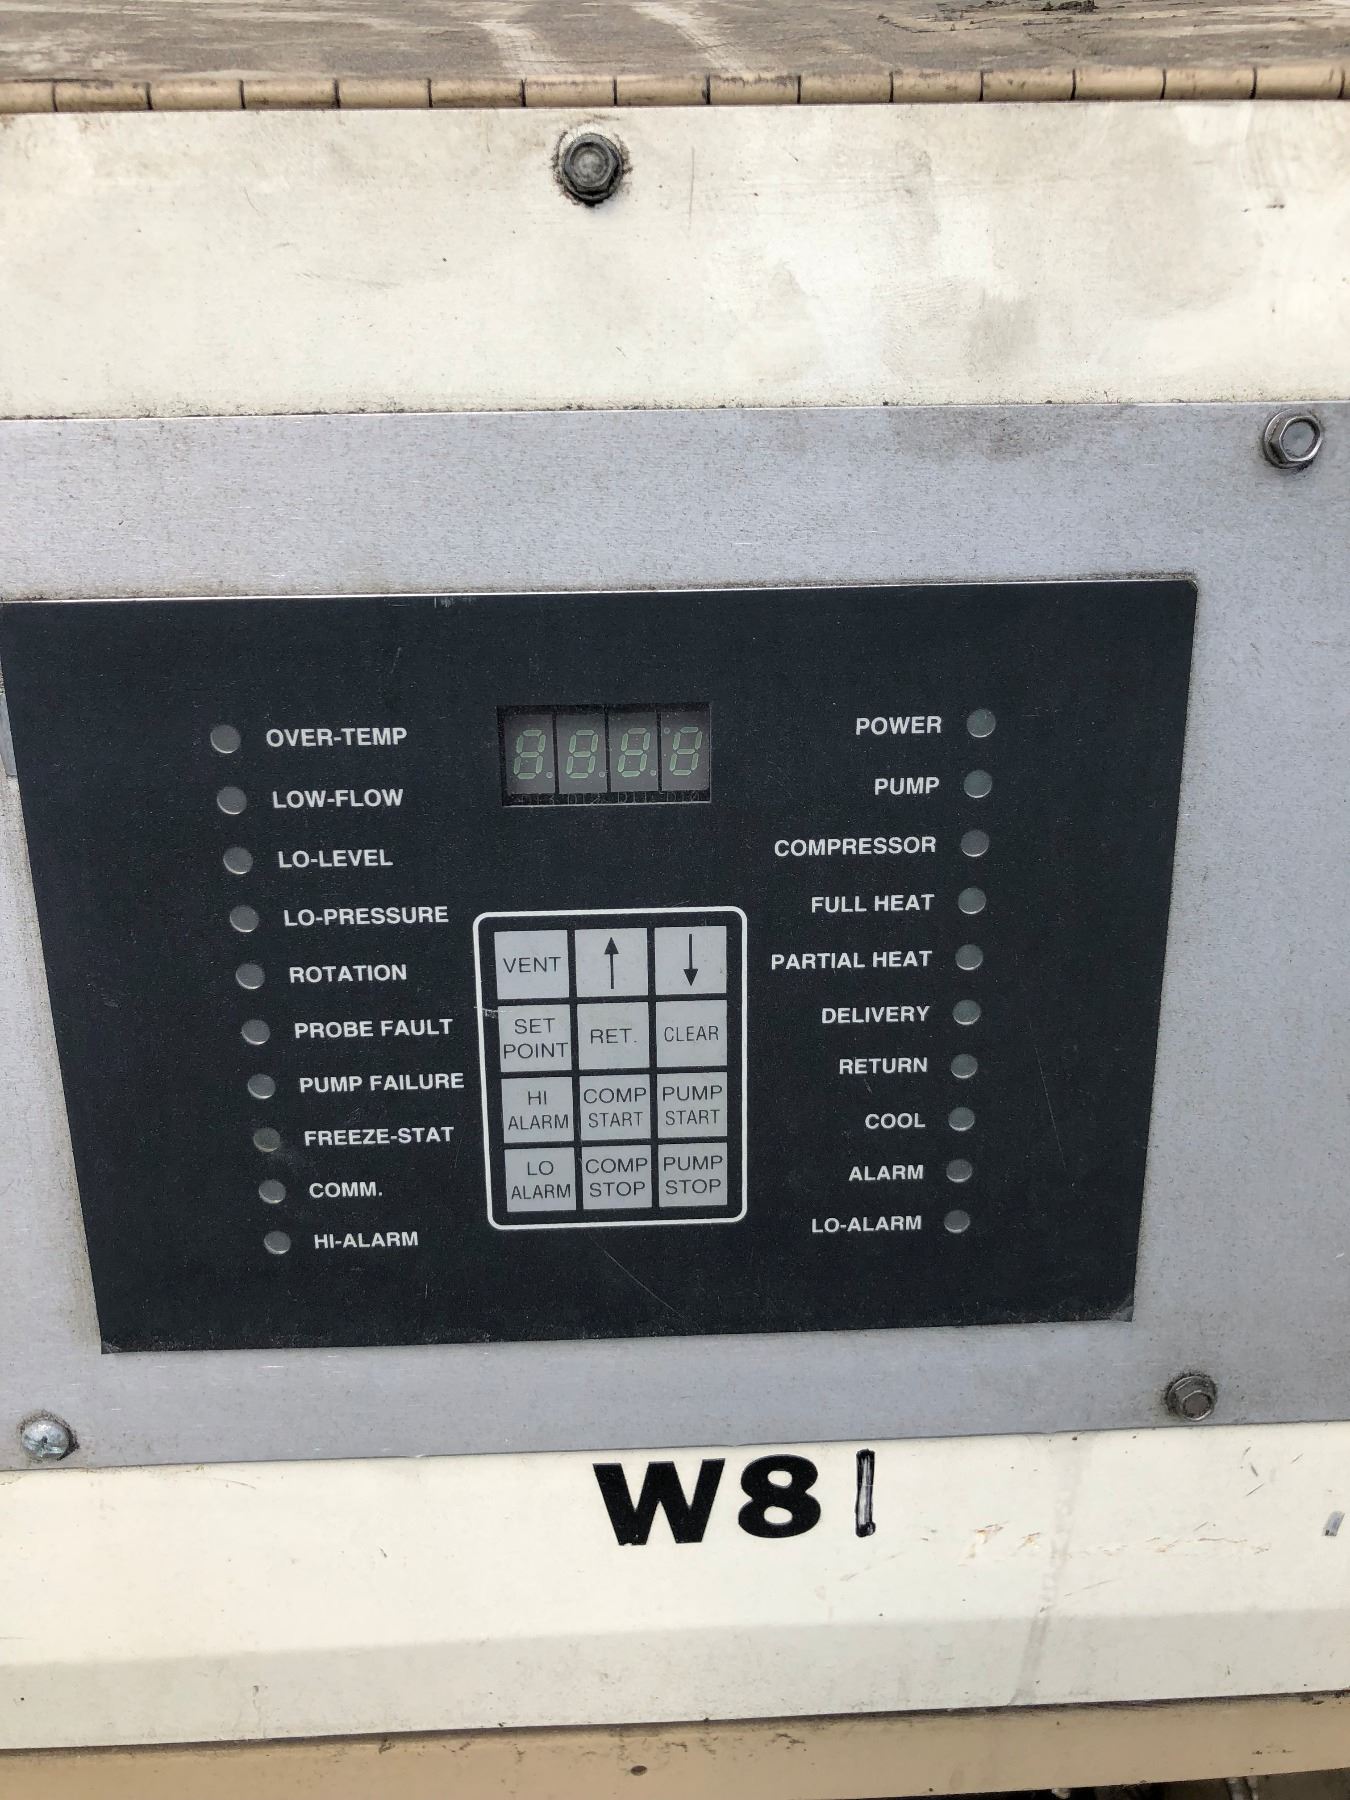 OVER-TEMP
LOW-FLOW
LO-LEVEL
LO-PRESSURE
ROTATION
PROBE FAULT
PUMP FAILURE
FREEZE-STAT
COMM.
HI-ALARM
VENT ↑ ↓
SET POINT
RET.
CLEAR
HI ALARM
COMP START
PUMP START
LO ALARM
COMP STOP
PUMP STOP
POWER
PUMP
COMPRESSOR
FULL HEAT
PARTIAL HEAT
DELIVERY
RETURN
COOL
ALARM
LO-ALARM
W81